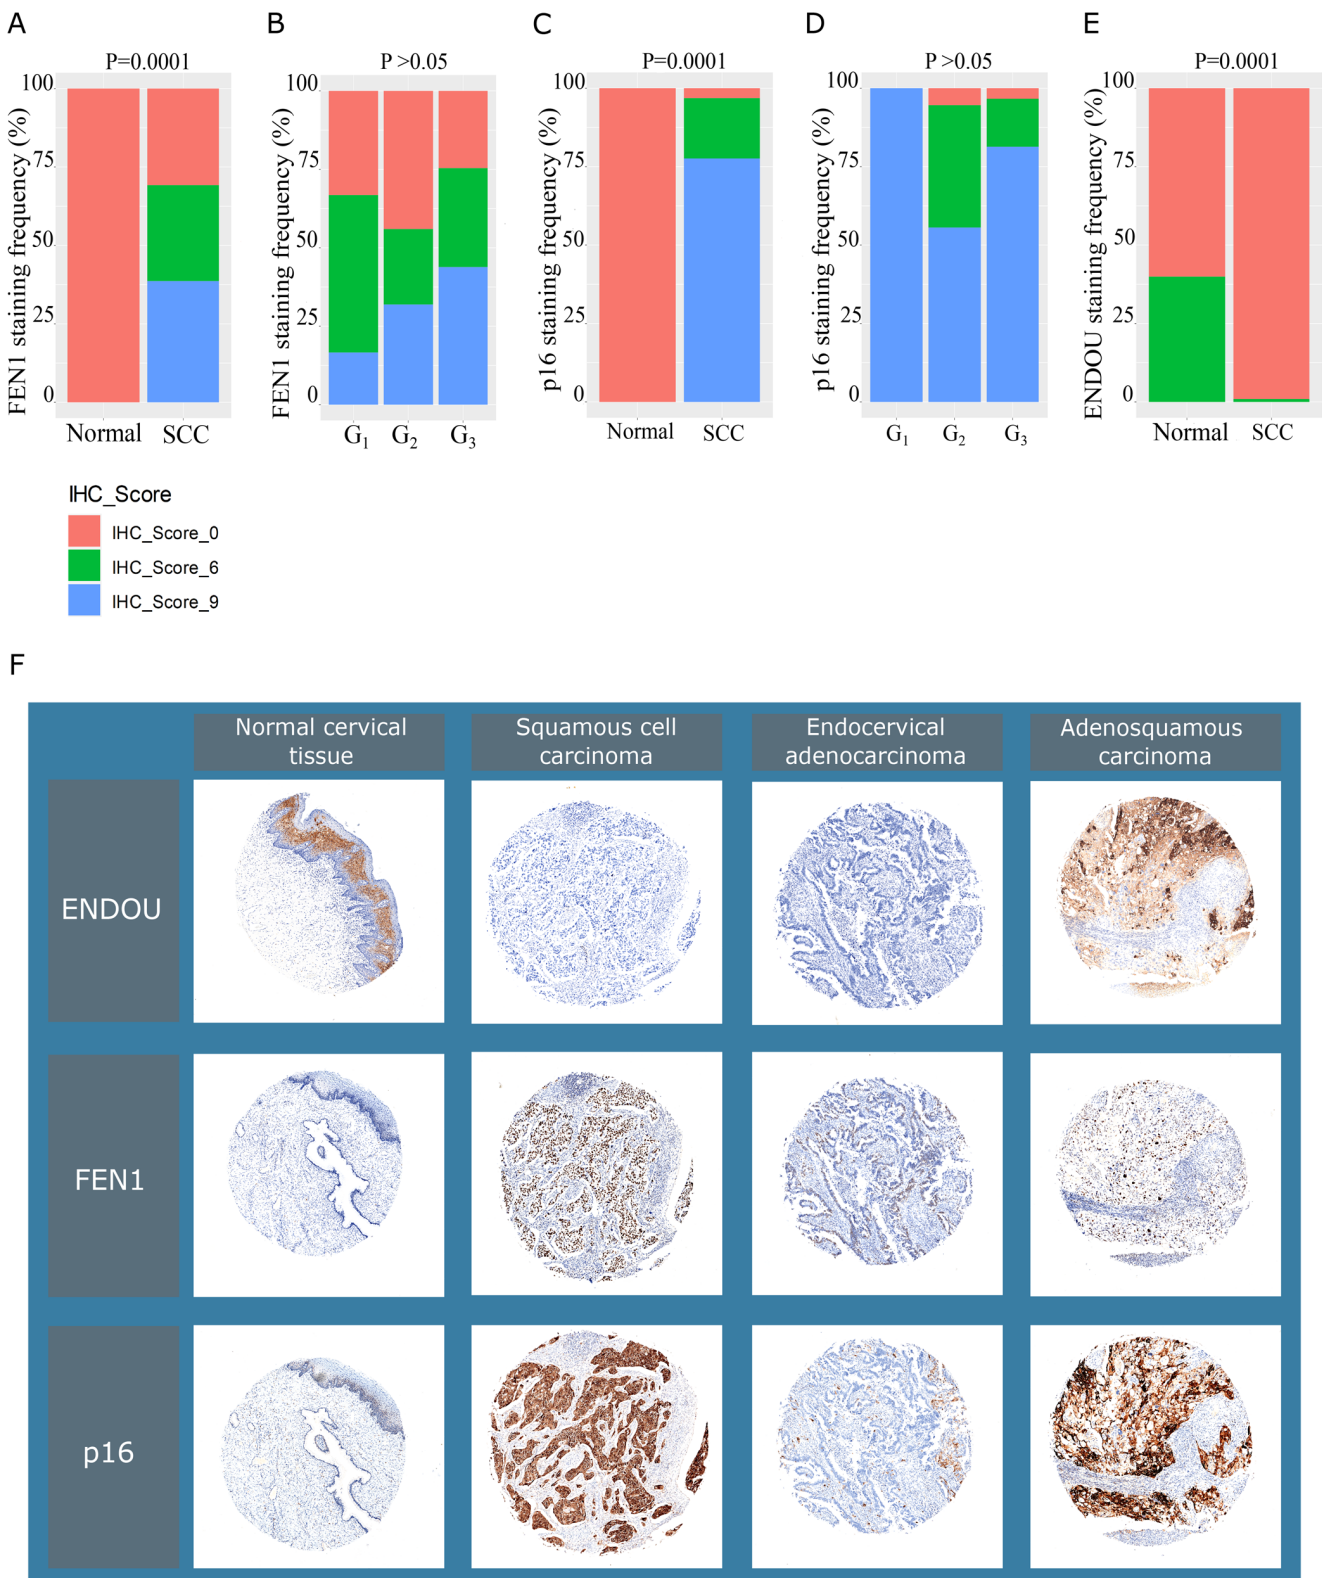 A
B
C
D
E
P=0.0001
P >0.05
P=0.0001
P >0.05
P=0.0001
FEN1 staining frequency (%)
100
75
50
25
0
Normal SCC
FEN1 staining frequency (%)
100
75
50
25
0
G1 G2 G3
p16 staining frequency (%)
100
75
50
25
0
Normal SCC
p16 staining frequency (%)
100
75
50
25
0
G1 G2 G3
ENDOU staining frequency (%)
100
75
50
25
0
Normal SCC
IHC_Score
IHC_Score_0
IHC_Score_6
IHC_Score_9
F
Normal cervical
tissue
Squamous cell
carcinoma
Endocervical
adenocarcinoma
Adenosquamous
carcinoma
ENDOU
FEN1
p16